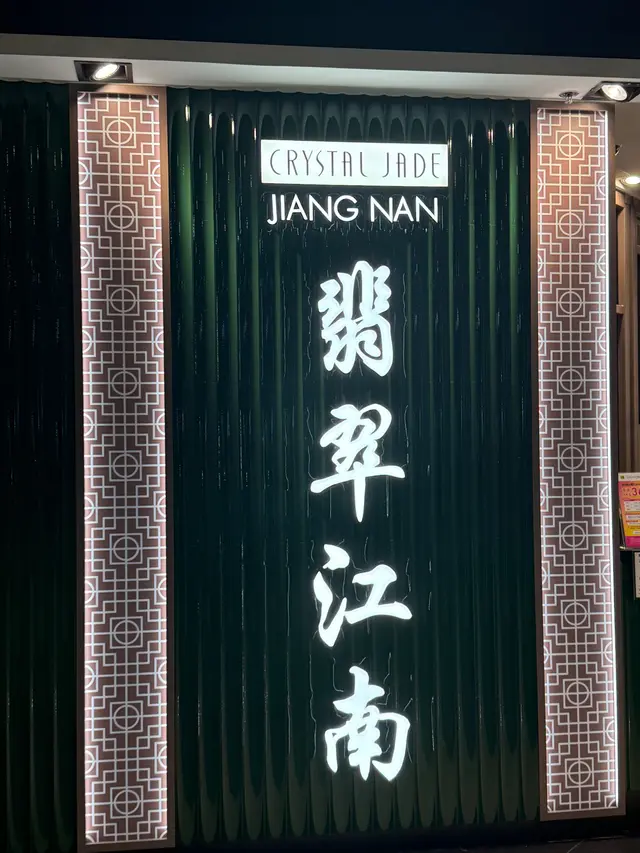 CRYSTAL JADE
JIANG NAN
翡翠江南